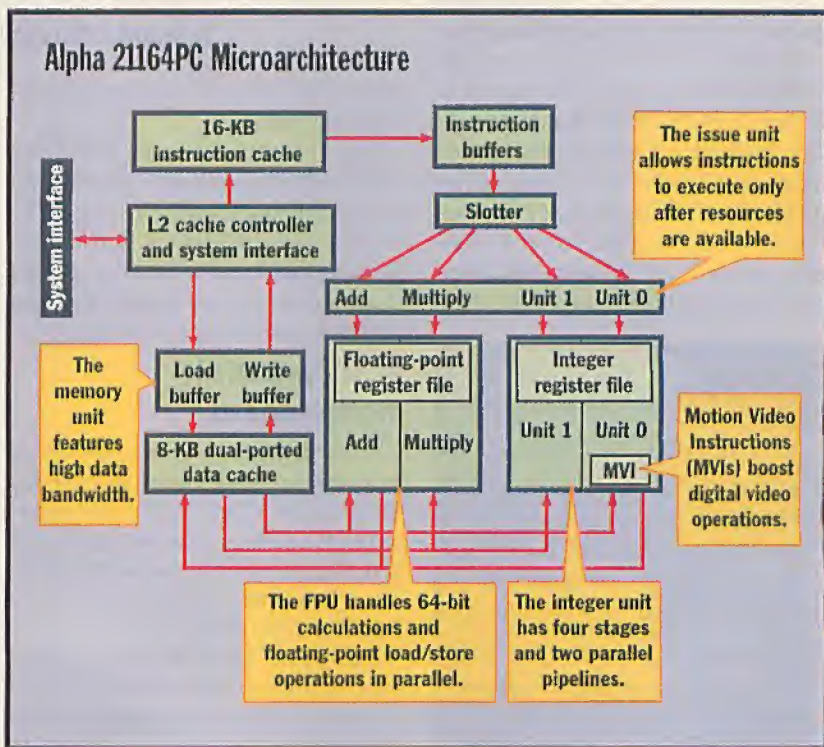 Alpha 21164PC Microarchitecture
16-KB
instruction cache
Instruction
buffers
The issue unit
allows instructions
to execute only
after resources
are available.
System interface
L2 cache controller
and system interface
Slotter
Add Multiply Unit 1 Unit 0
The
memory
unit
features
high data
bandwidth.
Load
buffer
Write
buffer
8-KB dual-ported
data cache
Floating-point
register file
Add Multiply
Integer
register file
Unit 1 Unit 0
MVI
Motion Video
Instructions
(MVIs) boost
digital video
operations.
The FPU handles 64-bit
calculations and
floating-point load/store
operations in parallel.
The integer unit
has four stages
and two parallel
pipelines.